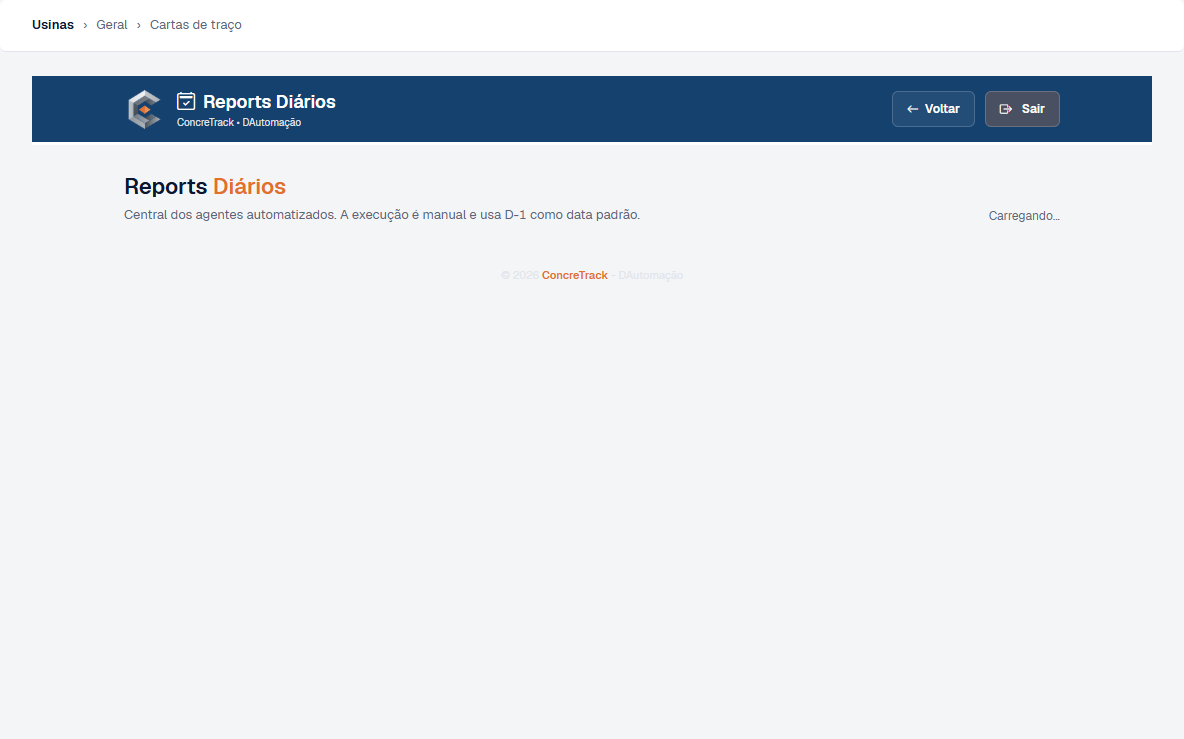 Usinas › Geral › Cartas de traço
Reports Diários
ConcreTrack • DAutomação
← Voltar
Sair
Reports Diários
Central dos agentes automatizados. A execução é manual e usa D-1 como data padrão.
Carregando...
© 2026 ConcreTrack - DAutomação